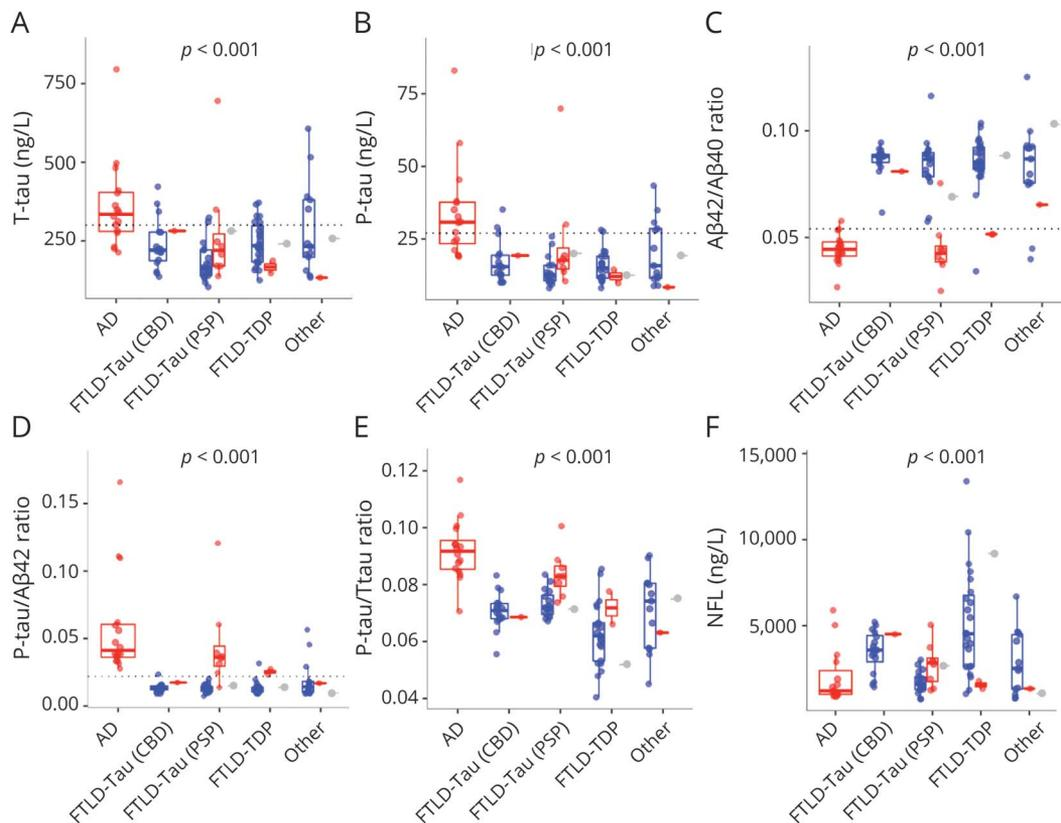 A
p < 0.001
T-tau (ng/L)
750
500
250
AD
FTLD-Tau (CBD)
FTLD-Tau (PSP)
FTLD-TDP
Other
B
p < 0.001
P-tau (ng/L)
75
50
25
AD
FTLD-Tau (CBD)
FTLD-Tau (PSP)
FTLD-TDP
Other
C
p < 0.001
Aβ42/Aβ40 ratio
0.10
0.05
AD
FTLD-Tau (CBD)
FTLD-Tau (PSP)
FTLD-TDP
Other
D
p < 0.001
P-tau/Aβ42 ratio
0.15
0.10
0.05
0.00
AD
FTLD-Tau (CBD)
FTLD-Tau (PSP)
FTLD-TDP
Other
E
p < 0.001
P-tau/Ttau ratio
0.12
0.10
0.08
0.06
0.04
AD
FTLD-Tau (CBD)
FTLD-Tau (PSP)
FTLD-TDP
Other
F
p < 0.001
NFL (ng/L)
15,000
10,000
5,000
AD
FTLD-Tau (CBD)
FTLD-Tau (PSP)
FTLD-TDP
Other